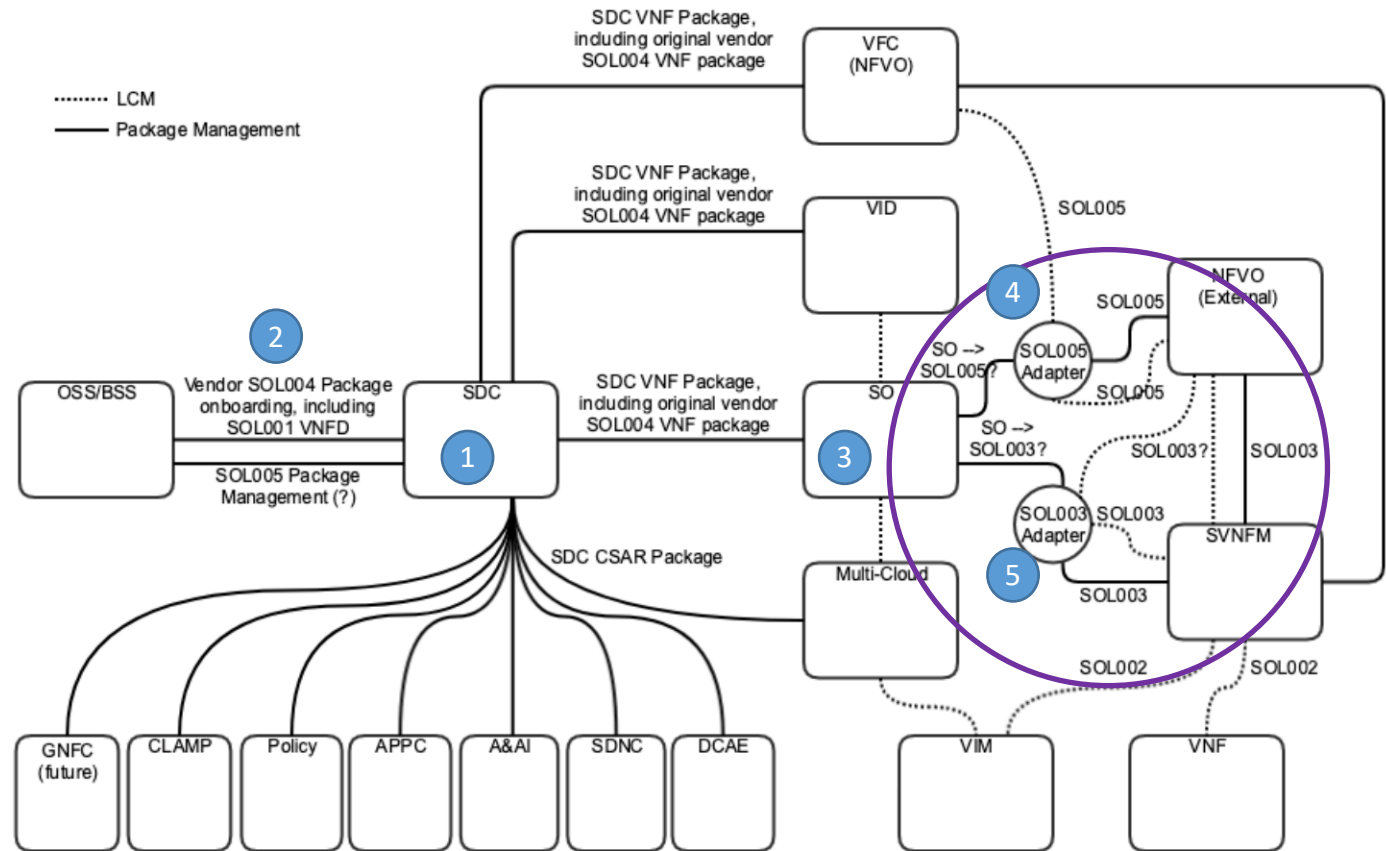 SDC VNF Package,
including original vendor
SOL004 VNF package
VFC
(NFVO)
LCM
Package Management
SDC VNF Package,
including original vendor
SOL004 VNF package
VID
SOL005
4
NFVO
(External)
SOL005
2
SO -->
SOL005?
SOL005
Adapter
SOL005
OSS/BSS
Vendor SOL004 Package
onboarding, including
SOL001 VNFD
SDC
SDC VNF Package,
including original vendor
SOL004 VNF package
SO
SO -->
SOL003?
SOL003?
SOL003
1
3
SOL005 Package
Management (?)
SOL003
Adapter
SOL003
SVNFM
SDC CSAR Package
Multi-Cloud
5
SOL003
SOL002
SOL002
GNFC
(future)
CLAMP
Policy
APPC
A&AI
SDNC
DCAE
VIM
VNF